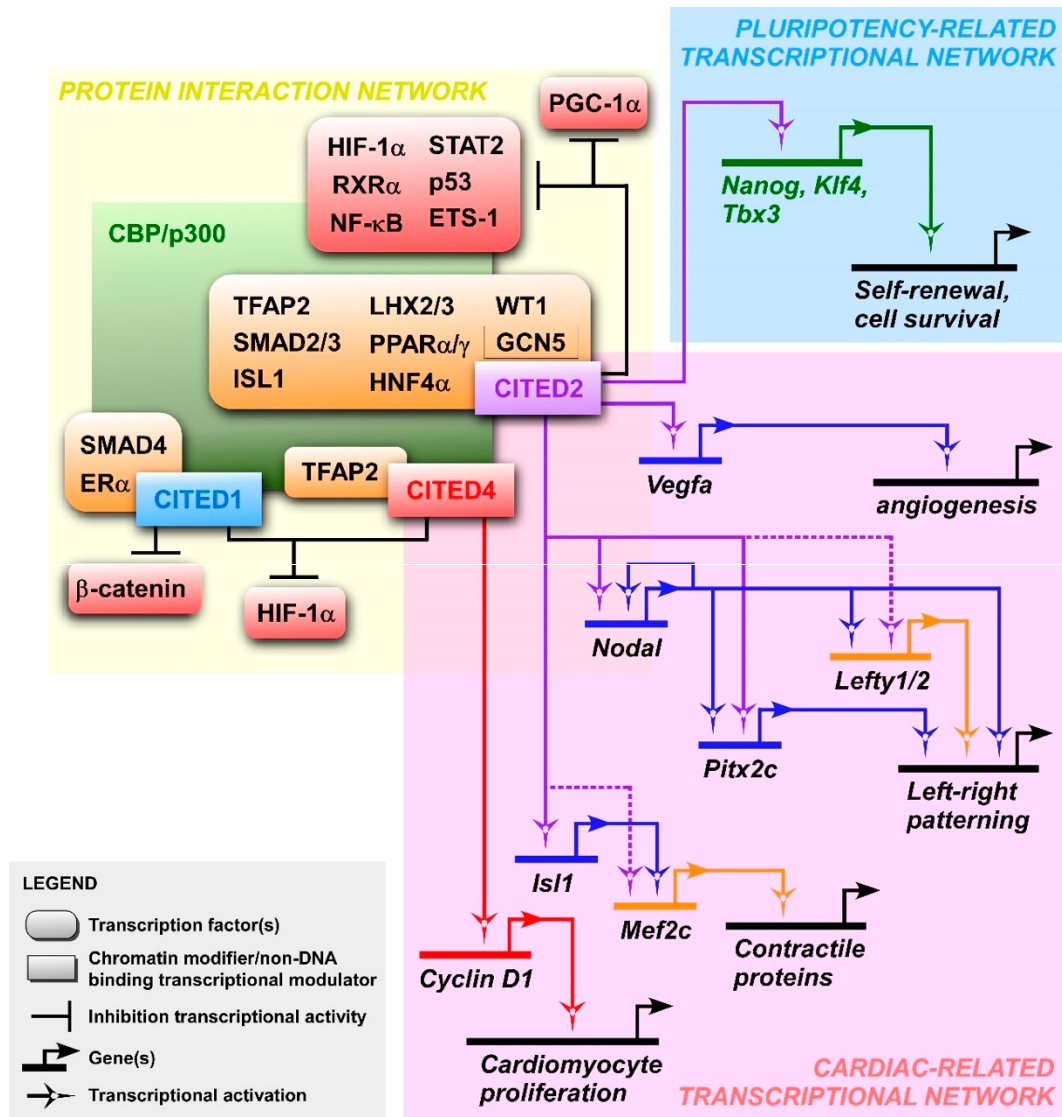 PLURIPOTENCY-RELATED
TRANSCRIPTIONAL NETWORK
PROTEIN INTERACTION NETWORK
PGC-1α
HIF-1α STAT2
RXRα p53
NF-κB ETS-1
CBP/p300
Nanog, Klf4,
Tbx3
Self-renewal,
cell survival
TFAP2 LHX2/3 WT1
SMAD2/3 PPARα/γ GCN5
ISL1 HNF4α
CITED2
SMAD4
ERα
CITED1
TFAP2
CITED4
Vegfa
angiogenesis
β-catenin
HIF-1α
Nodal
Lefty1/2
Pitx2c
Left-right
patterning
Isl1
Mef2c
Contractile
proteins
Cyclin D1
Cardiomyocyte
proliferation
LEGEND
Transcription factor(s)
Chromatin modifier/non-DNA
binding transcriptional modulator
Inhibition transcriptional activity
Gene(s)
Transcriptional activation
CARDIAC-RELATED
TRANSCRIPTIONAL NETWORK